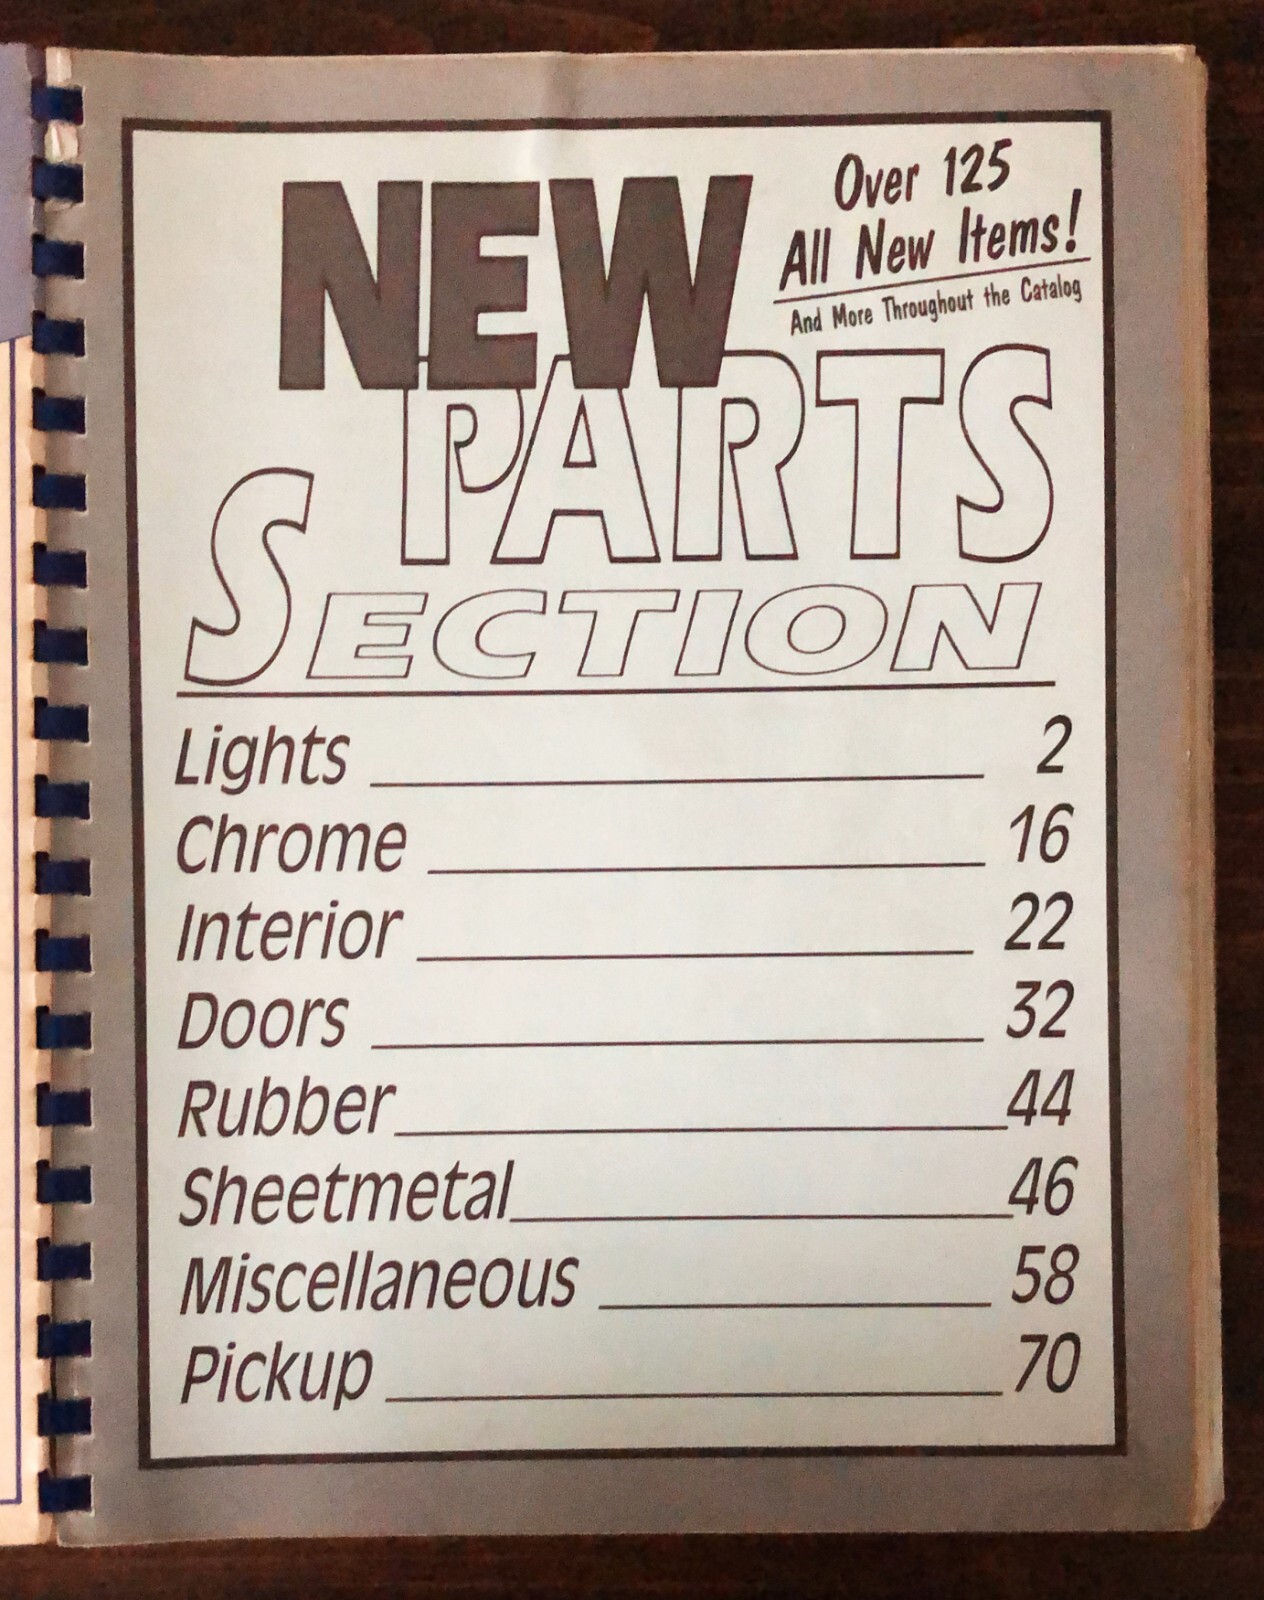 Over 125
All New Items!
And More Throughout the Catalog
NEW
PARTS
SECTION
Lights 2
Chrome 16
Interior 22
Doors 32
Rubber 44
Sheetmetal 46
Miscellaneous 58
Pickup 70